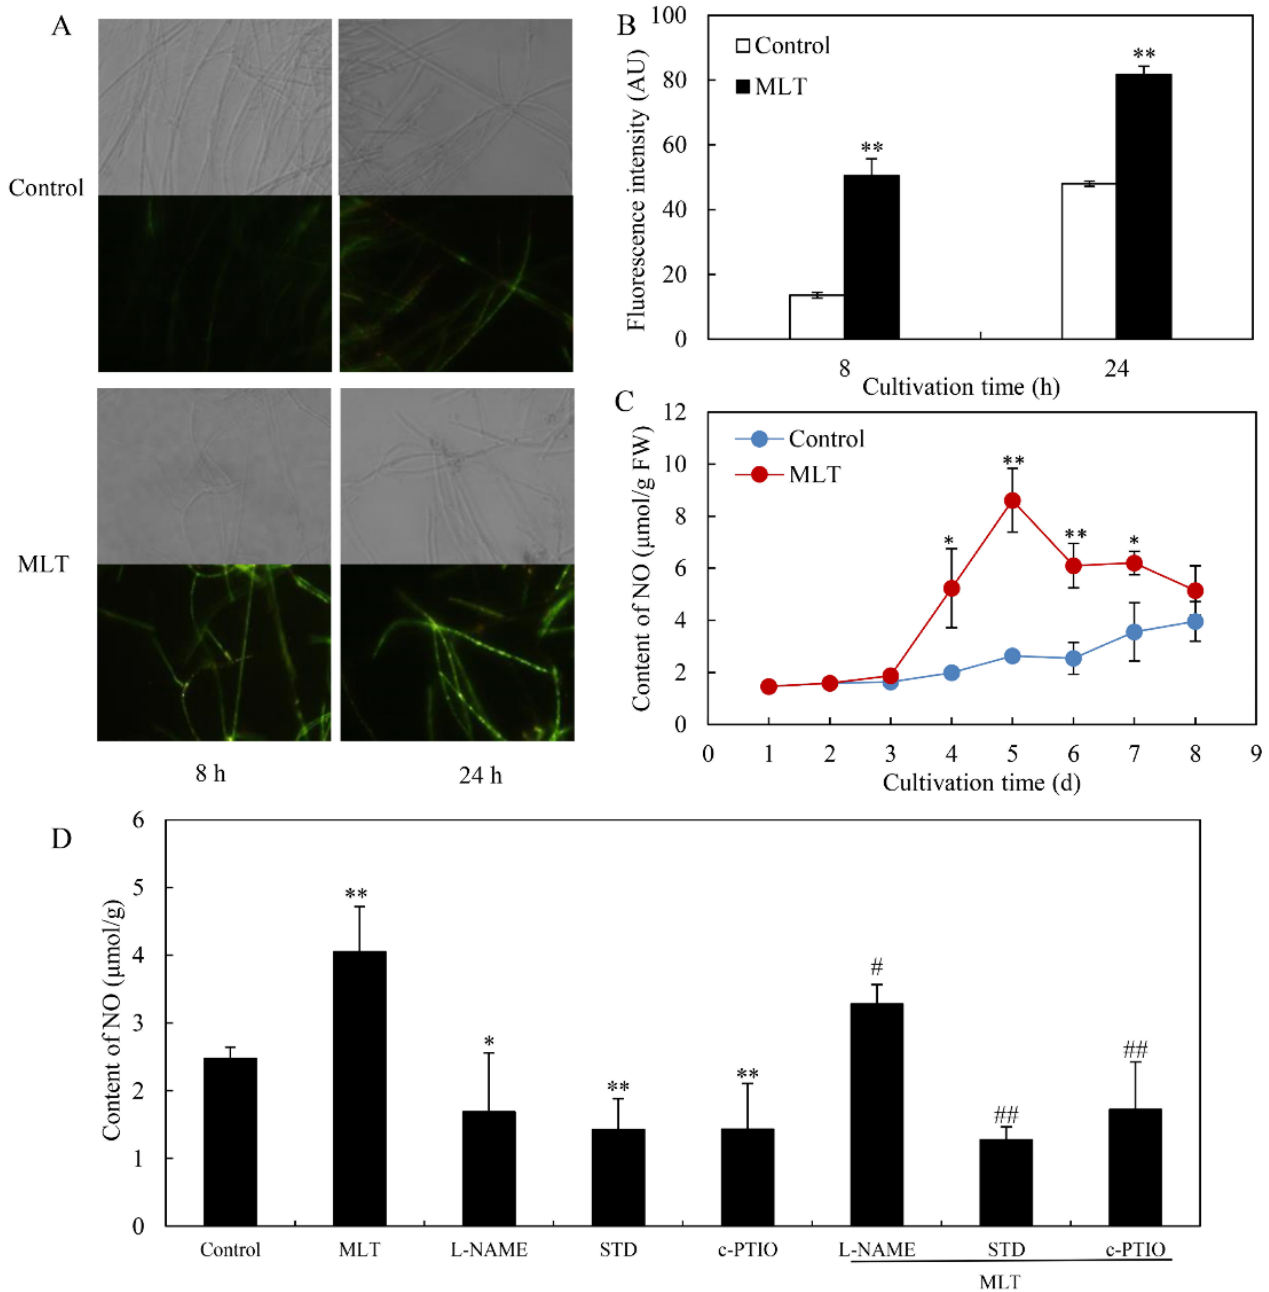 A
Control
MLT
8 h
24 h
B
Fluorescence intensity (AU)
100
80
60
40
20
0
Control
MLT
**
**
8
24
Cultivation time (h)
C
Content of NO (μmol/g FW)
12
10
8
6
4
2
0
Control
MLT
*
**
**
*
0 1 2 3 4 5 6 7 8 9
Cultivation time (d)
D
Content of NO (μmol/g)
6
5
4
3
2
1
0
**
*
**
**
#
##
##
Control MLT L-NAME STD c-PTIO L-NAME STD c-PTIO
MLT